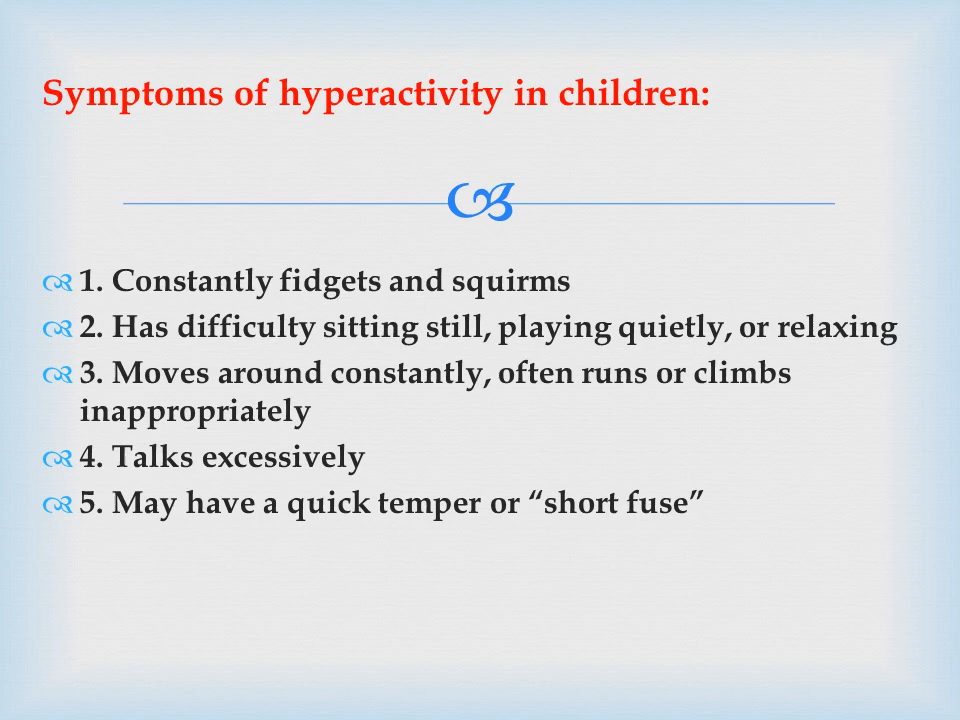 Symptoms of hyperactivity in children:
1. Constantly fidgets and squirms
2. Has difficulty sitting still, playing quietly, or relaxing
3. Moves around constantly, often runs or climbs
inappropriately
4. Talks excessively
5. May have a quick temper or “short fuse”